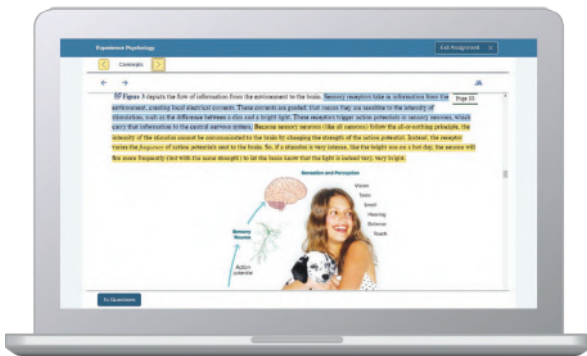 Experience Psychology
Exit Assignment ×
< Concepts >
← →
Figure 3 depicts the flow of information from the environment to the brain. Sensory receptors take in information from the
Page 83
environment, creating local electrical currents. These currents are graded; that means they are sensitive to the intensity of
stimulation, such as the difference between a dim and a bright light. These receptors trigger action potentials in sensory neurons, which
carry that information to the central nervous system. Because sensory neurons (like all neurons) follow the all-or-nothing principle, the
intensity of the stimulus cannot be communicated to the brain by changing the strength of the action potential. Instead, the receptor
varies the frequency of action potentials sent to the brain. So, if a stimulus is very intense, like the bright sun on a hot day, the neuron will
fire more frequently (but with the same strength) to let the brain know that the light is indeed very, very bright.
Sensation and Perception
Vision
Taste
Smell
Hearing
Balance
Touch
Sensory
Neurons
Action
potential
To Questions